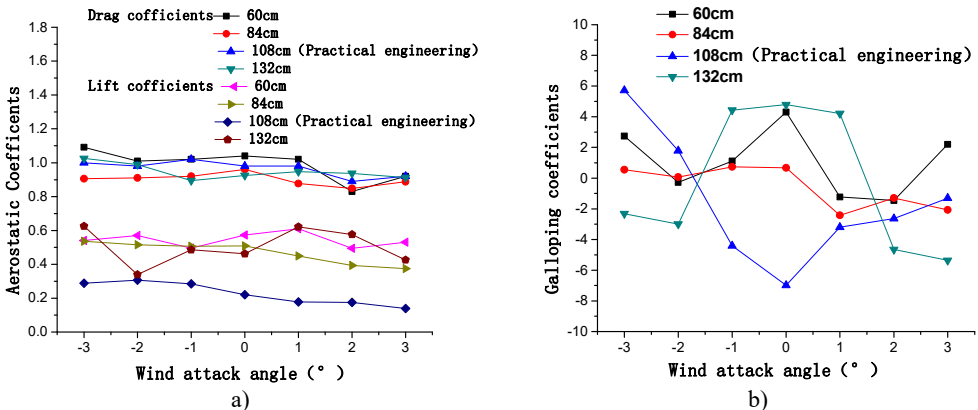 a)
Drag cofficients
60cm
84cm
108cm (Practical engineering)
132cm
Lift cofficients
60cm
84cm
108cm (Practical engineering)
132cm
Aerostatic Coefficents
1.8
1.6
1.4
1.2
1.0
0.8
0.6
0.4
0.2
0.0
-3 -2 -1 0 1 2 3
Wind attack angle (° )
a)
b)
60cm
84cm
108cm (Practical engineering)
132cm
Galloping coefficients
10
8
6
4
2
0
-2
-4
-6
-8
-10
-3 -2 -1 0 1 2 3
Wind attack angle (° )
b)